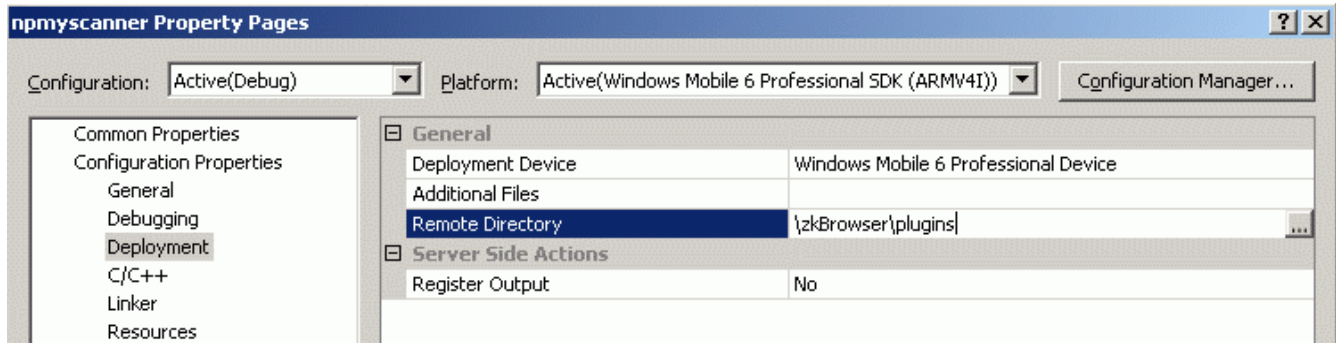 npmyscanner Property Pages
Configuration: Active(Debug) Platform: Active(Windows Mobile 6 Professional SDK (ARMV4I)) Configuration Manager...
Common Properties
Configuration Properties
General
Debugging
Deployment
C/C++
Linker
Resources
General
Deployment Device Windows Mobile 6 Professional Device
Additional Files
Remote Directory \zkBrowser\plugins
...
Server Side Actions
Register Output No